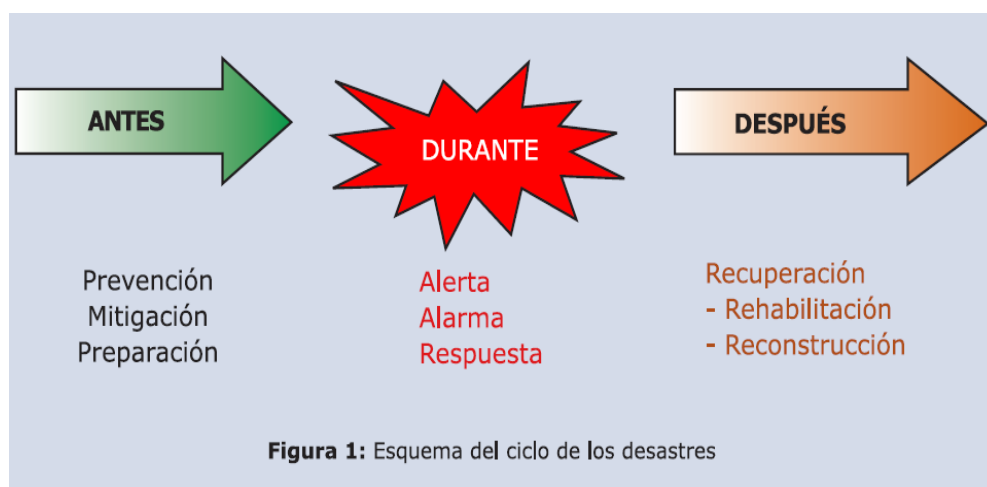 ANTES
DURANTE
DESPUÉS
Prevención
Mitigación
Preparación
Alerta
Alarma
Respuesta
Recuperación
- Rehabilitación
- Reconstrucción
Figura 1: Esquema del ciclo de los desastres